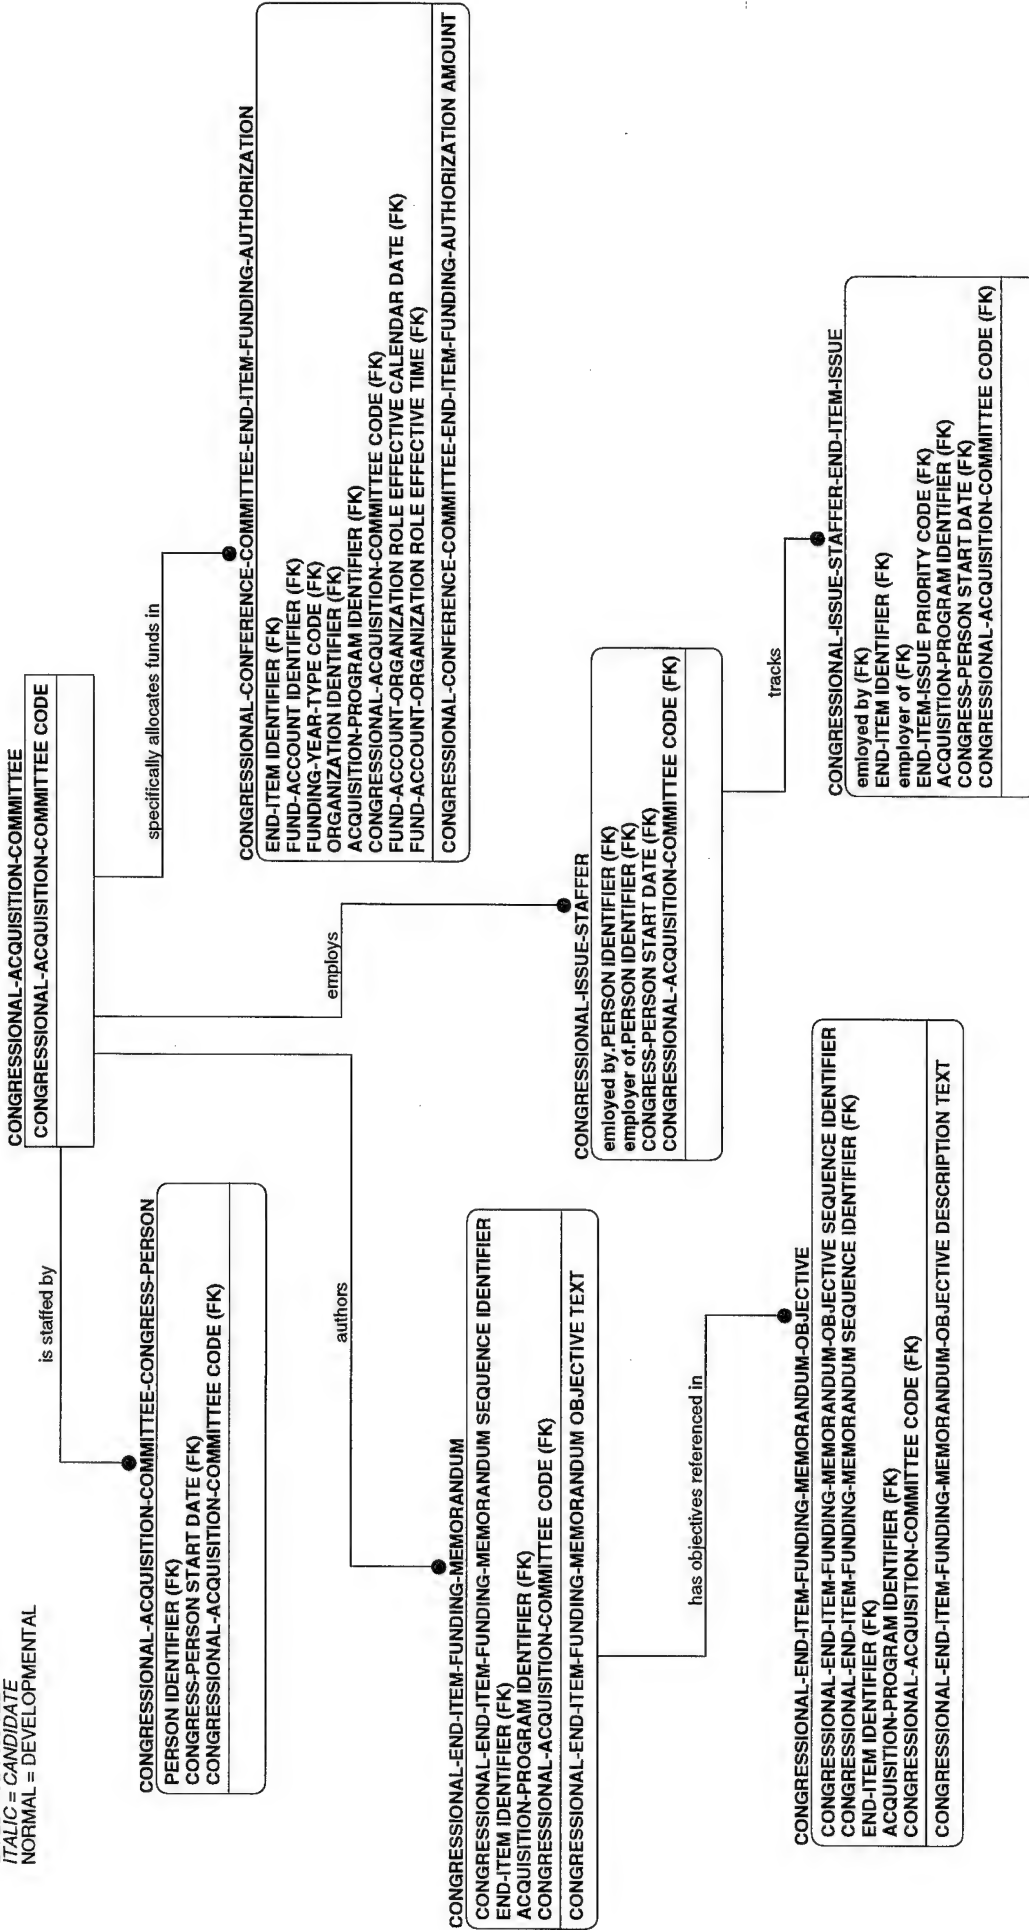 ITALIC = CANDIDATE
NORMAL = DEVELOPMENTAL
CONGRESSIONAL-ACQUISITION-COMMITTEE
CONGRESSIONAL-ACQUISITION-COMMITTEE CODE
is staffed by
specifically allocates funds in
CONGRESSIONAL-ACQUISITION-COMMITTEE-CONGRESS-PERSON
PERSON IDENTIFIER (FK)
CONGRESS-PERSON START DATE (FK)
CONGRESSIONAL-ACQUISITION-COMMITTEE CODE (FK)
CONGRESSIONAL-CONFERENCE-COMMITTEE-END-ITEM-FUNDING-AUTHORIZATION
END-ITEM IDENTIFIER (FK)
FUND-ACCOUNT IDENTIFIER (FK)
FUNDING-YEAR-TYPE CODE (FK)
ORGANIZATION IDENTIFIER (FK)
ACQUISITION-PROGRAM IDENTIFIER (FK)
CONGRESSIONAL-ACQUISITION-COMMITTEE CODE (FK)
FUND-ACCOUNT-ORGANIZATION ROLE EFFECTIVE CALENDAR DATE (FK)
FUND-ACCOUNT-ORGANIZATION ROLE EFFECTIVE TIME (FK)
CONGRESSIONAL-CONFERENCE-COMMITTEE-END-ITEM-FUNDING-AUTHORIZATION AMOUNT
authors
employs
CONGRESSIONAL-END-ITEM-FUNDING-MEMORANDUM
CONGRESSIONAL-END-ITEM-FUNDING-MEMORANDUM SEQUENCE IDENTIFIER
END-ITEM IDENTIFIER (FK)
ACQUISITION-PROGRAM IDENTIFIER (FK)
CONGRESSIONAL-ACQUISITION-COMMITTEE CODE (FK)
CONGRESSIONAL-END-ITEM-FUNDING-MEMORANDUM OBJECTIVE TEXT
CONGRESSIONAL-ISSUE-STAFFER
emloyed by.PERSON IDENTIFIER (FK)
employer of.PERSON IDENTIFIER (FK)
CONGRESS-PERSON START DATE (FK)
CONGRESSIONAL-ACQUISITION-COMMITTEE CODE (FK)
has objectives referenced in
tracks
CONGRESSIONAL-END-ITEM-FUNDING-MEMORANDUM-OBJECTIVE
CONGRESSIONAL-END-ITEM-FUNDING-MEMORANDUM-OBJECTIVE SEQUENCE IDENTIFIER
CONGRESSIONAL-END-ITEM-FUNDING-MEMORANDUM SEQUENCE IDENTIFIER (FK)
END-ITEM IDENTIFIER (FK)
ACQUISITION-PROGRAM IDENTIFIER (FK)
CONGRESSIONAL-ACQUISITION-COMMITTEE CODE (FK)
CONGRESSIONAL-END-ITEM-FUNDING-MEMORANDUM-OBJECTIVE DESCRIPTION TEXT
CONGRESSIONAL-ISSUE-STAFFER-END-ITEM-ISSUE
emloyed by (FK)
END-ITEM IDENTIFIER (FK)
employer of (FK)
END-ITEM-ISSUE PRIORITY CODE (FK)
ACQUISITION-PROGRAM IDENTIFIER (FK)
CONGRESS-PERSON START DATE (FK)
CONGRESSIONAL-ACQUISITION-COMMITTEE CODE (FK)